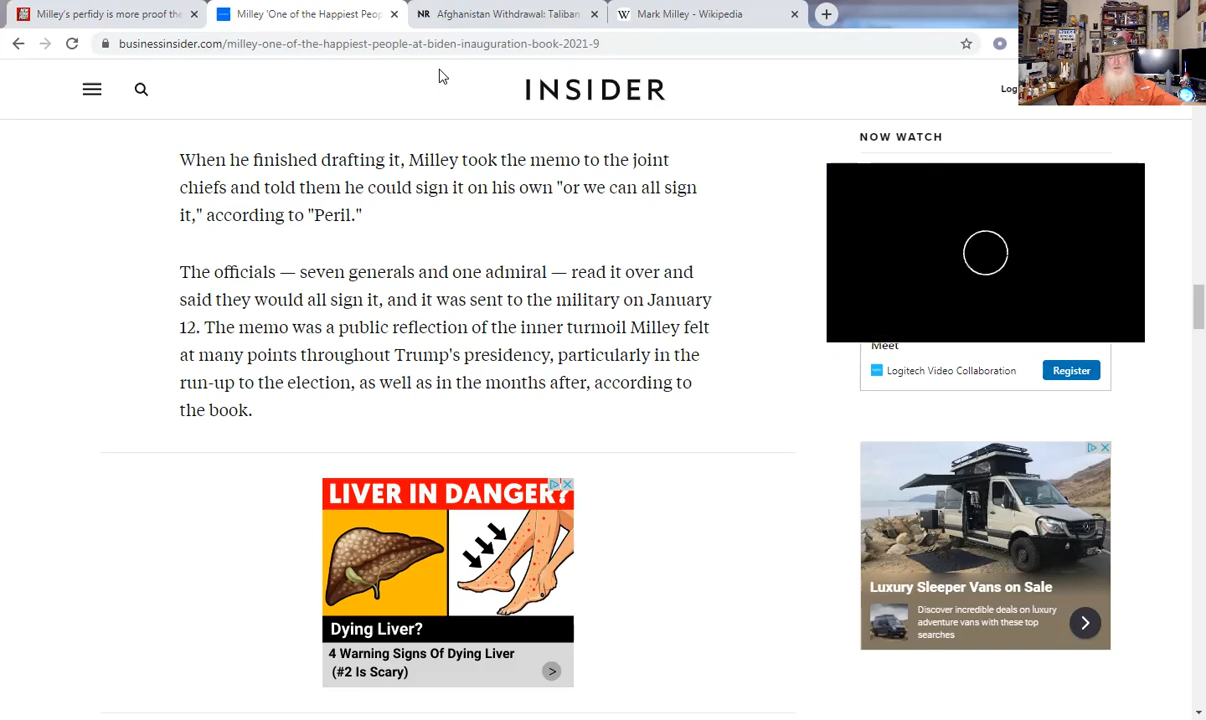 Milley's perfidy is more proof the
Milley 'One of the Happiest Peop
NR Afghanistan Withdrawal: Taliban
W Mark Milley - Wikipedia
businessinsider.com/milley-one-of-the-happiest-people-at-biden-inauguration-book-2021-9
INSIDER
Log
When he finished drafting it, Milley took the memo to the joint
chiefs and told them he could sign it on his own "or we can all sign
it," according to "Peril."
The officials — seven generals and one admiral — read it over and
said they would all sign it, and it was sent to the military on January
12. The memo was a public reflection of the inner turmoil Milley felt
at many points throughout Trump's presidency, particularly in the
run-up to the election, as well as in the months after, according to
the book.
LIVER IN DANGER?
Dying Liver?
4 Warning Signs Of Dying Liver
(#2 Is Scary)
NOW WATCH
Meet
Logitech Video Collaboration
Register
Luxury Sleeper Vans on Sale
Discover incredible deals on luxury
adventure vans with these top
searches